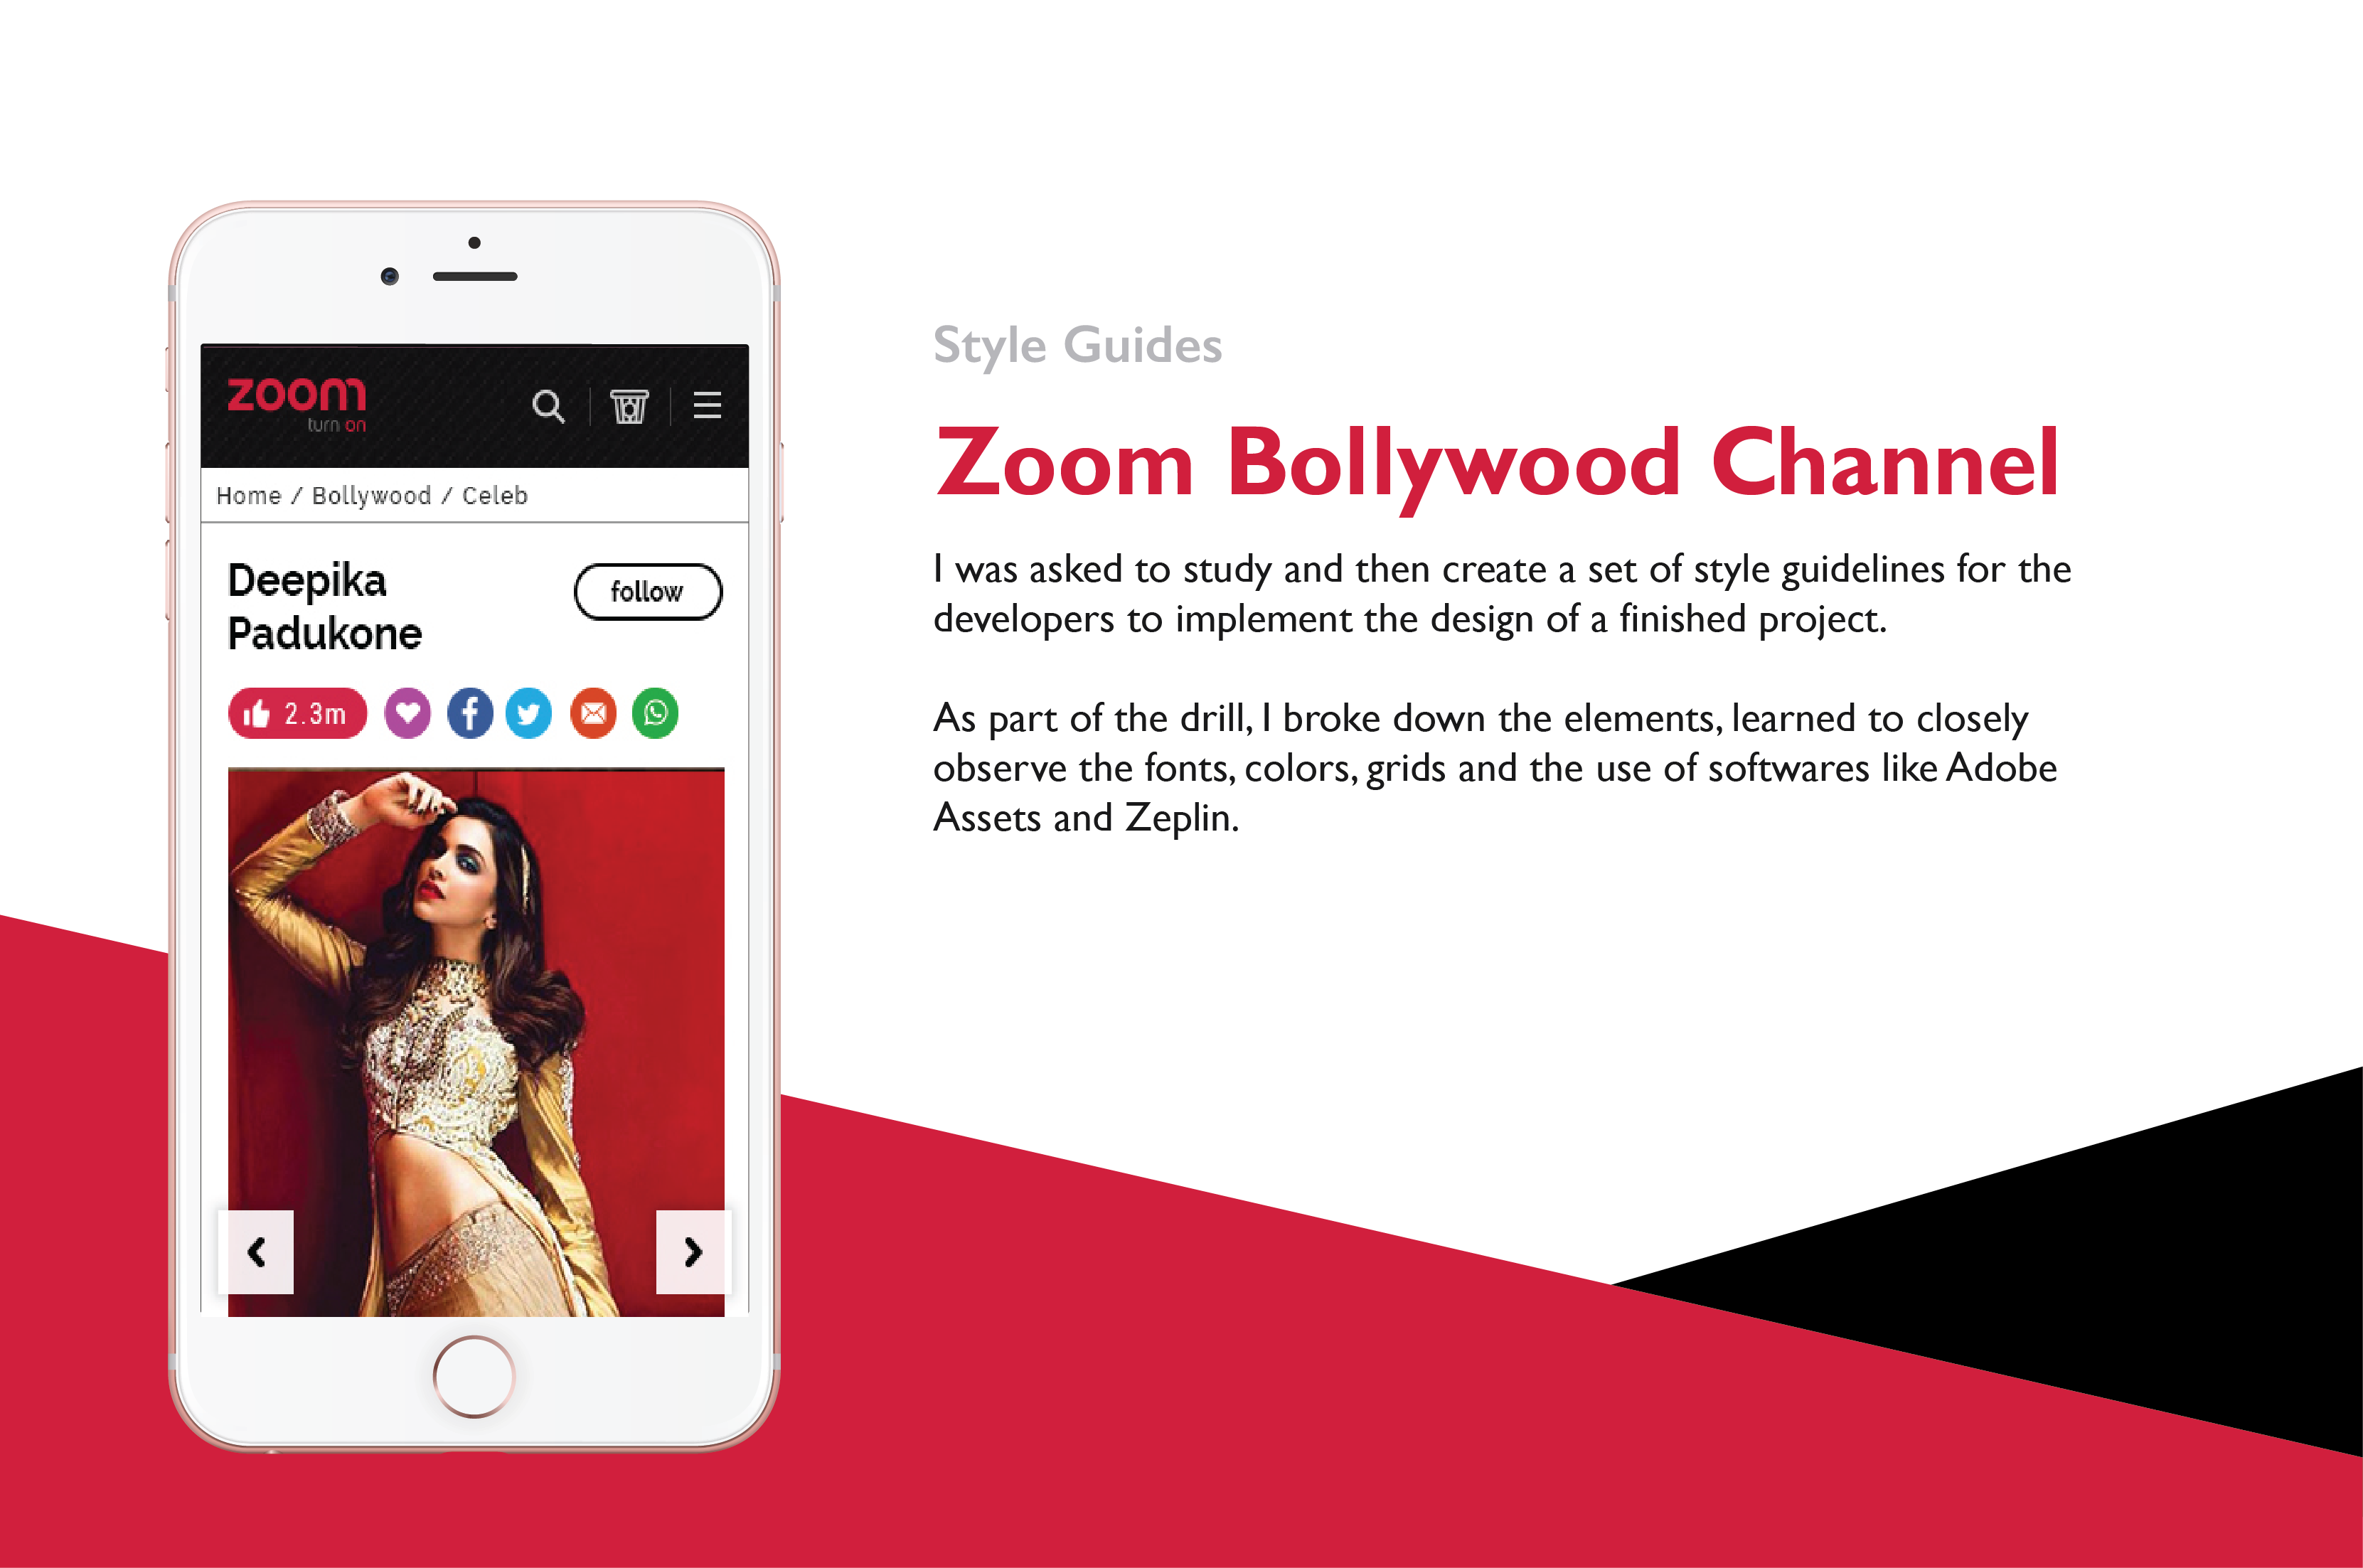 zoom
turn on
Home / Bollywood / Celeb
Deepika
Padukone
follow
2.3m
Style Guides
Zoom Bollywood Channel
I was asked to study and then create a set of style guidelines for the
developers to implement the design of a finished project.
As part of the drill, I broke down the elements, learned to closely
observe the fonts, colors, grids and the use of softwares like Adobe
Assets and Zeplin.